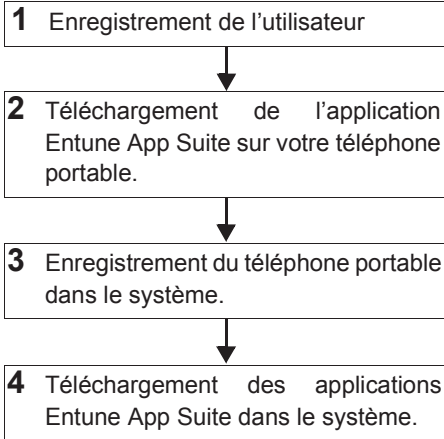 1 Enregistrement de l’utilisateur
2 Téléchargement de l’application
Entune App Suite sur votre téléphone
portable.
3 Enregistrement du téléphone portable
dans le système.
4 Téléchargement des applications
Entune App Suite dans le système.